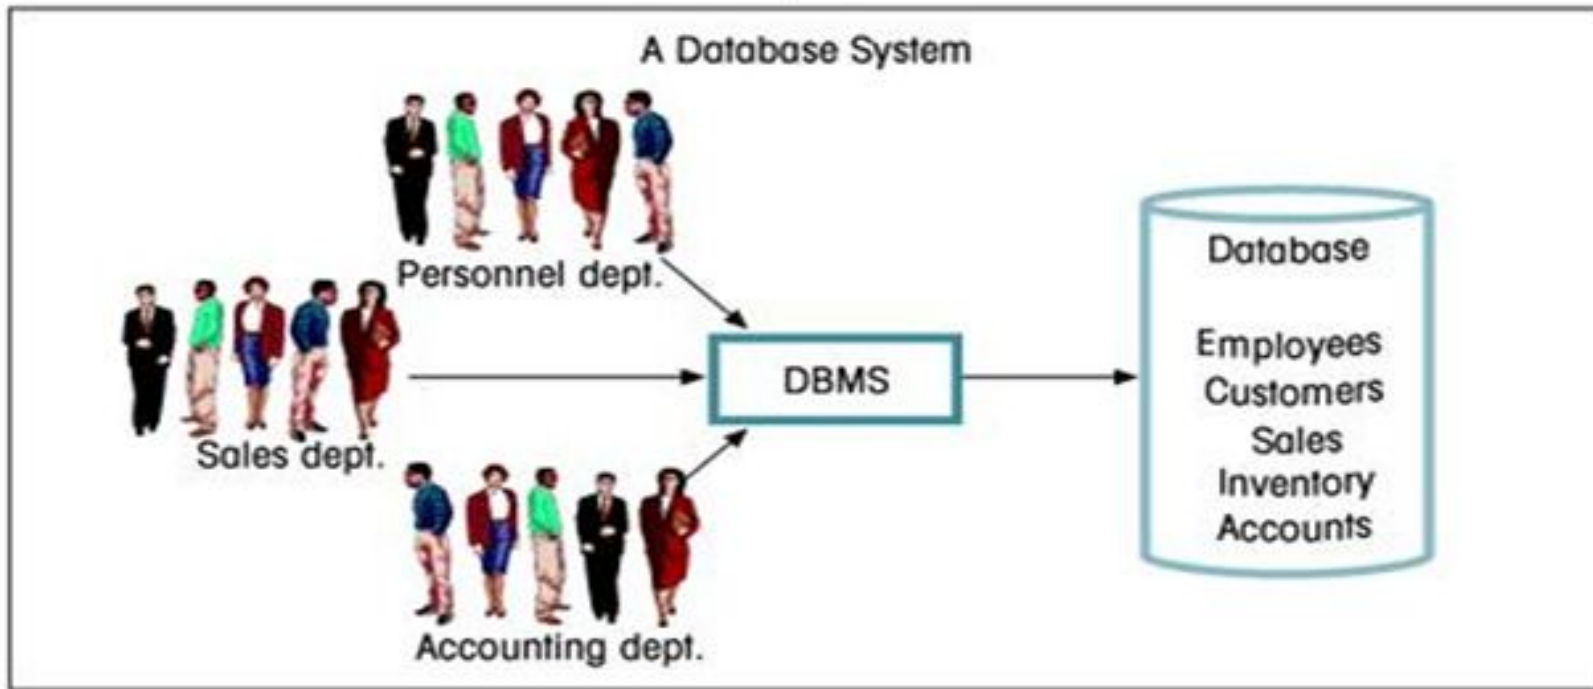 A Database System
Personnel dept.
Sales dept.
Accounting dept.
DBMS
Database
Employees
Customers
Sales
Inventory
Accounts